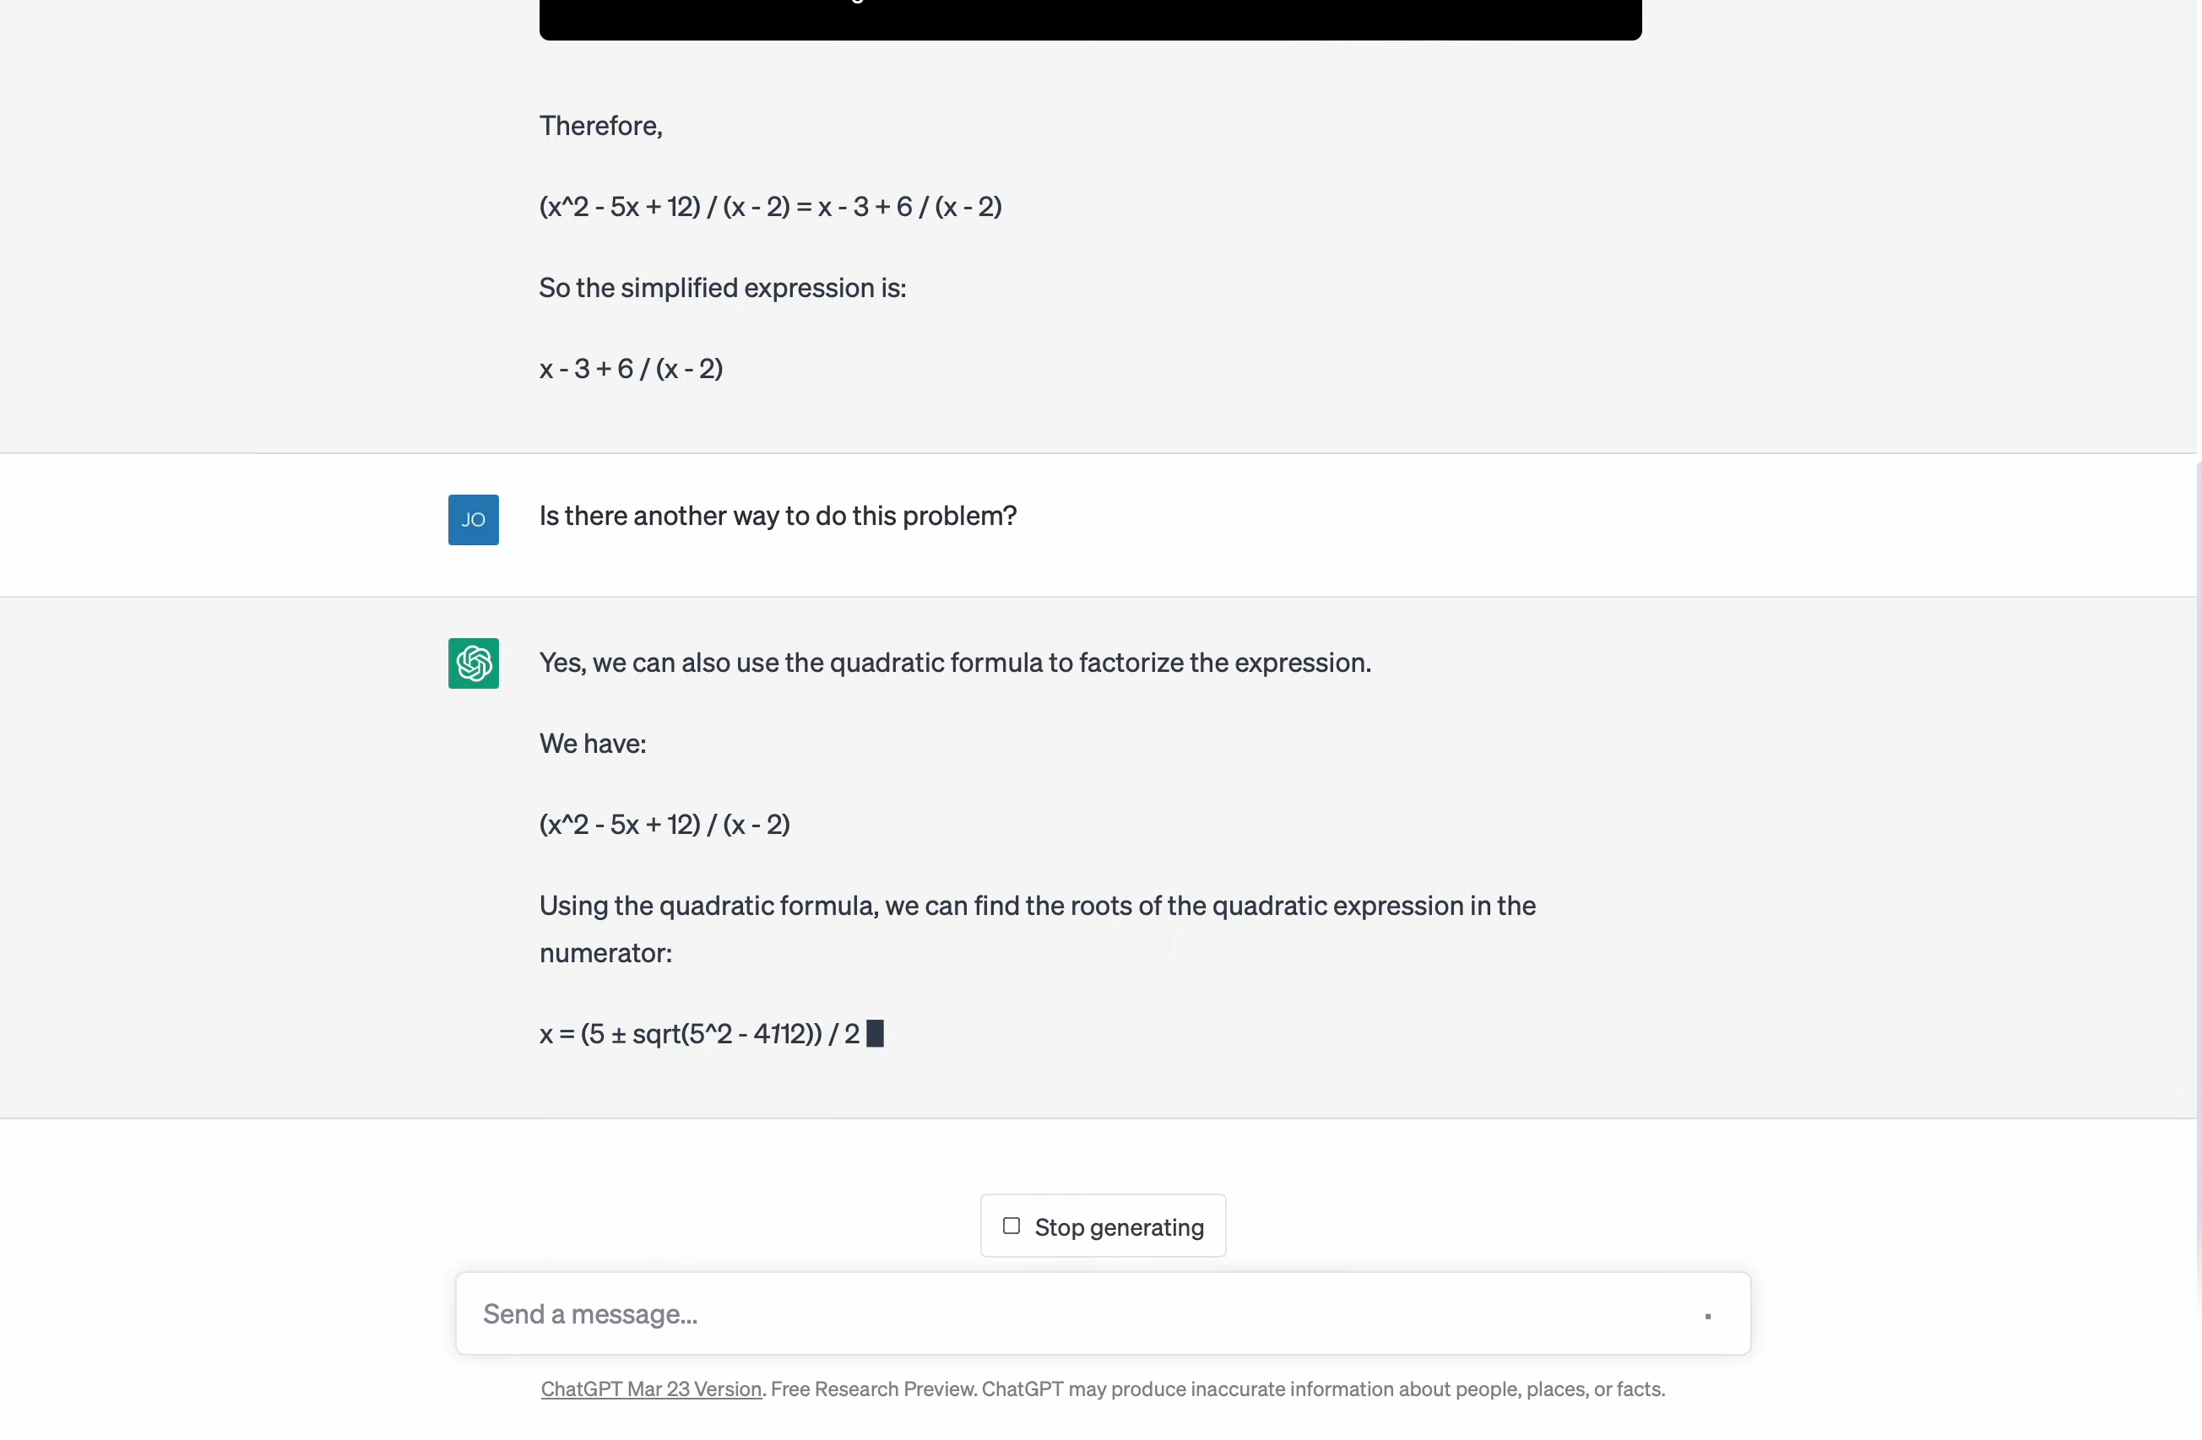 Therefore,
(x^2 - 5x + 12) / (x - 2) = x - 3 + 6 / (x - 2)
So the simplified expression is:
x - 3 + 6 / (x - 2)
JO
Is there another way to do this problem?
Yes, we can also use the quadratic formula to factorize the expression.
We have:
(x^2 - 5x + 12) / (x - 2)
Using the quadratic formula, we can find the roots of the quadratic expression in the
numerator:
x = (5 ± sqrt(5^2 - 4112)) / 2
Stop generating
Send a message...
ChatGPT Mar 23 Version. Free Research Preview. ChatGPT may produce inaccurate information about people, places, or facts.